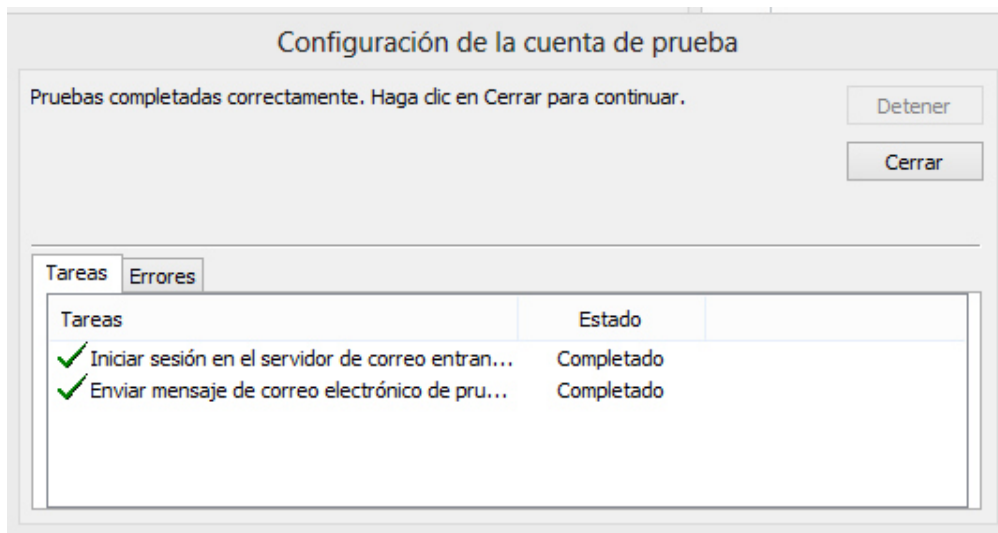 Configuración de la cuenta de prueba
Pruebas completadas correctamente. Haga clic en Cerrar para continuar.
Detener
Cerrar
Tareas Errores
Tareas Estado
Iniciar sesión en el servidor de correo entran... Completado
Enviar mensaje de correo electrónico de pru... Completado